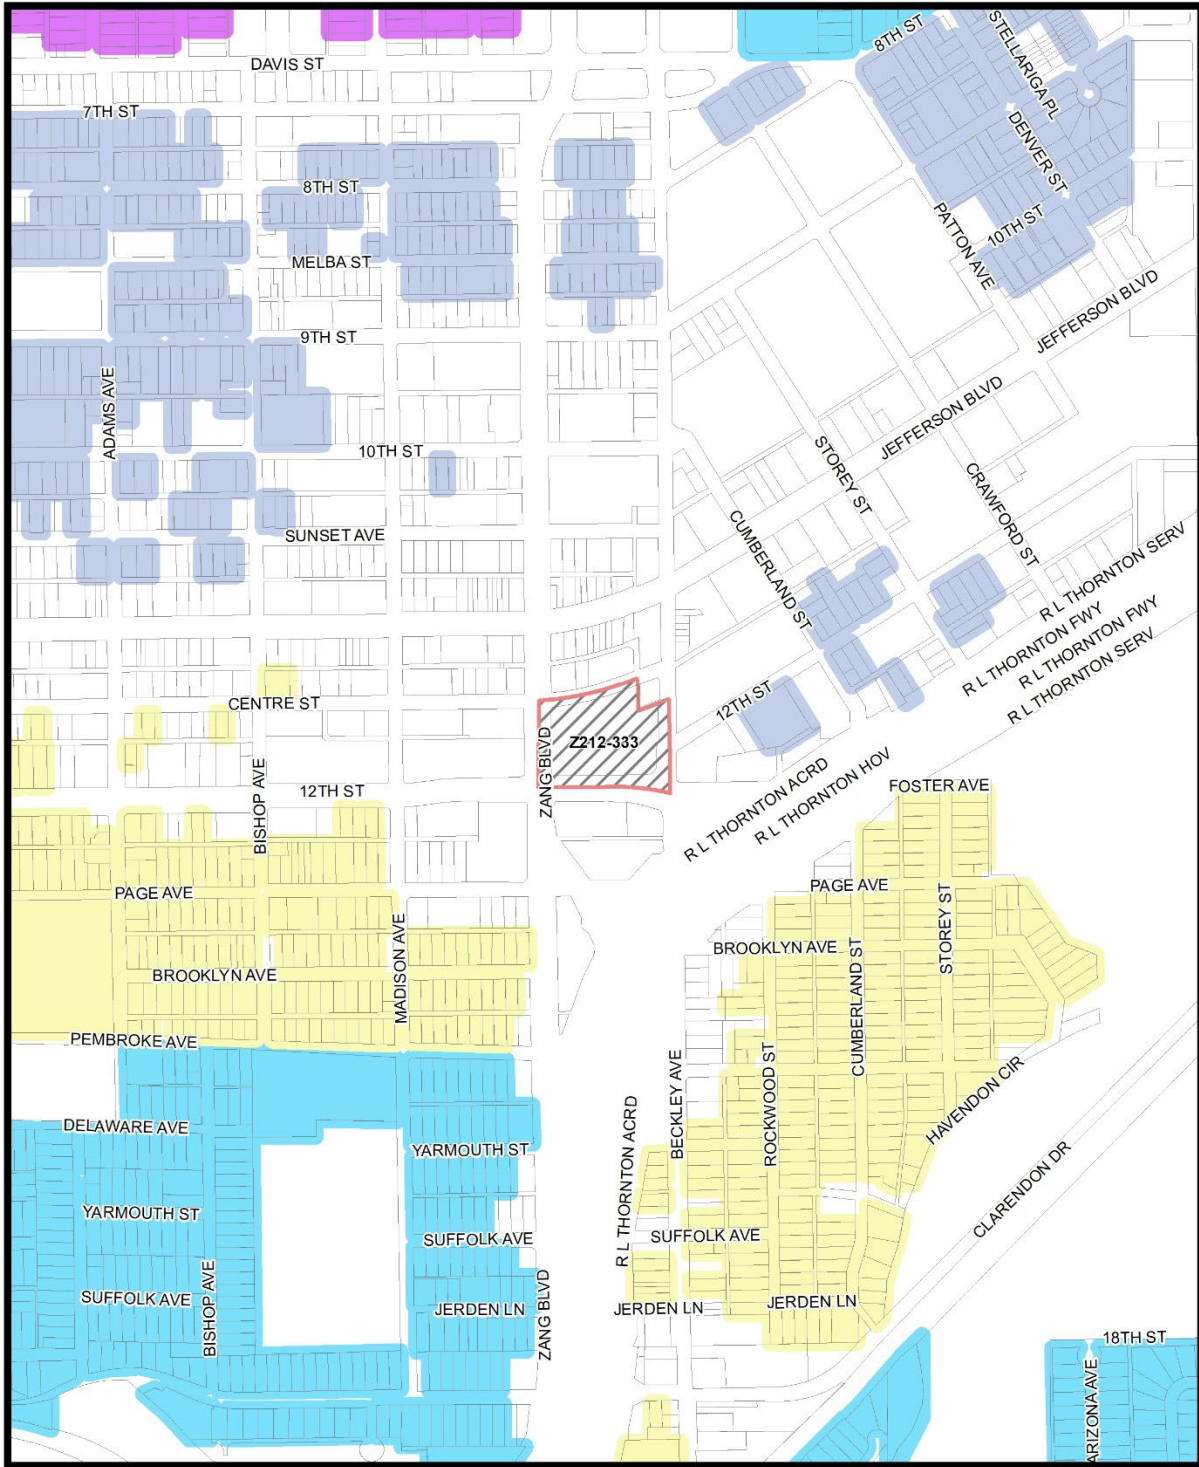 8TH ST
STELLARIGA PL
DAVIS ST
7TH ST
DENVER ST
8TH ST
10TH ST
PATTON AVE
MELBA ST
JEFFERSON BLVD
9TH ST
ADAMS AVE
JEFFERSON BLVD
10TH ST
STOREY ST
CRAWFORD ST
SUNSET AVE
CUMBERLAND ST
R L THORNTON SERV
R L THORNTON FWY
R L THORNTON FWY
R L THORNTON SERV
CENTRE ST
12TH ST
Z212-333
ZANG BLVD
BISHOP AVE
12TH ST
R L THORNTON ACRD
R L THORNTON HOV
FOSTER AVE
PAGE AVE
PAGE AVE
MADISON AVE
STOREY ST
BROOKLYN AVE
BROOKLYN AVE
CUMBERLAND ST
PEMBROKE AVE
BECKLEY AVE
ROCKWOOD ST
HAVENDON CIR
DELAWARE AVE
R L THORNTON ACRD
YARMOUTH ST
CLARENDON DR
YARMOUTH ST
SUFFOLK AVE
SUFFOLK AVE
SUFFOLK AVE
BISHOP AVE
ZANG BLVD
JERDEN LN
JERDEN LN
JERDEN LN
18TH ST
ARIZONA AVE